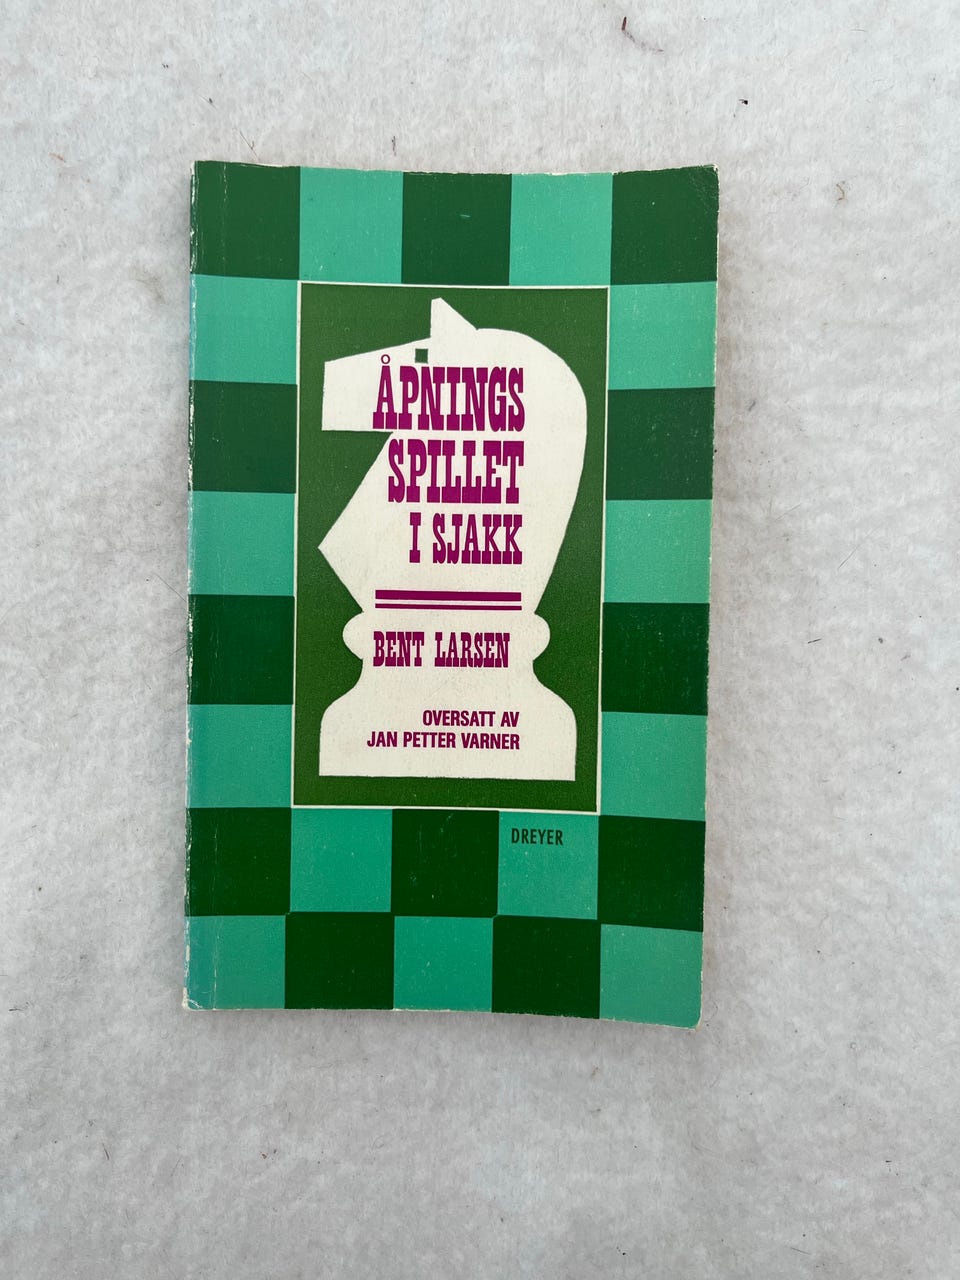 ÅPNINGS
SPILLET
I SJAKK
BENT LARSEN
OVERSATT AV
JAN PETTER VARNER
DREYER